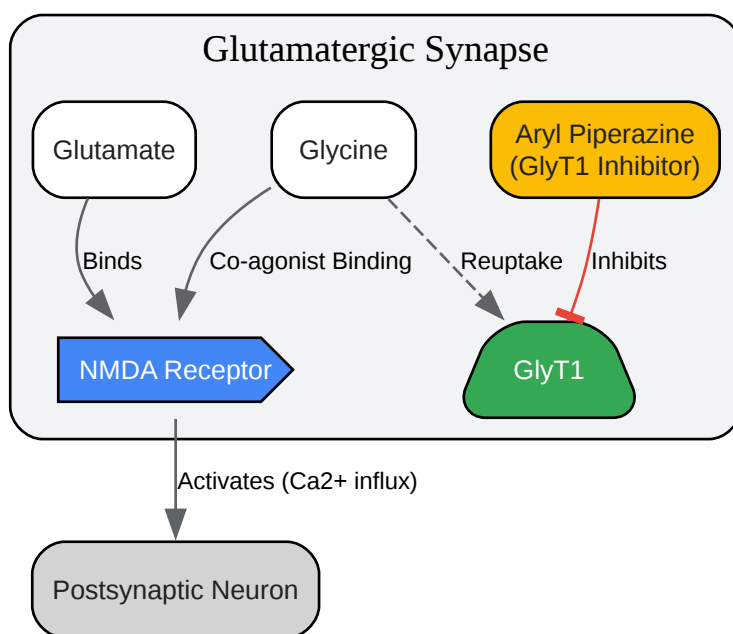 Glutamatergic Synapse
Glutamate
Glycine
Aryl Piperazine
(GlyT1 Inhibitor)
Binds
Co-agonist Binding
Reuptake
Inhibits
NMDA Receptor
GlyT1
Activates (Ca2+ influx)
Postsynaptic Neuron